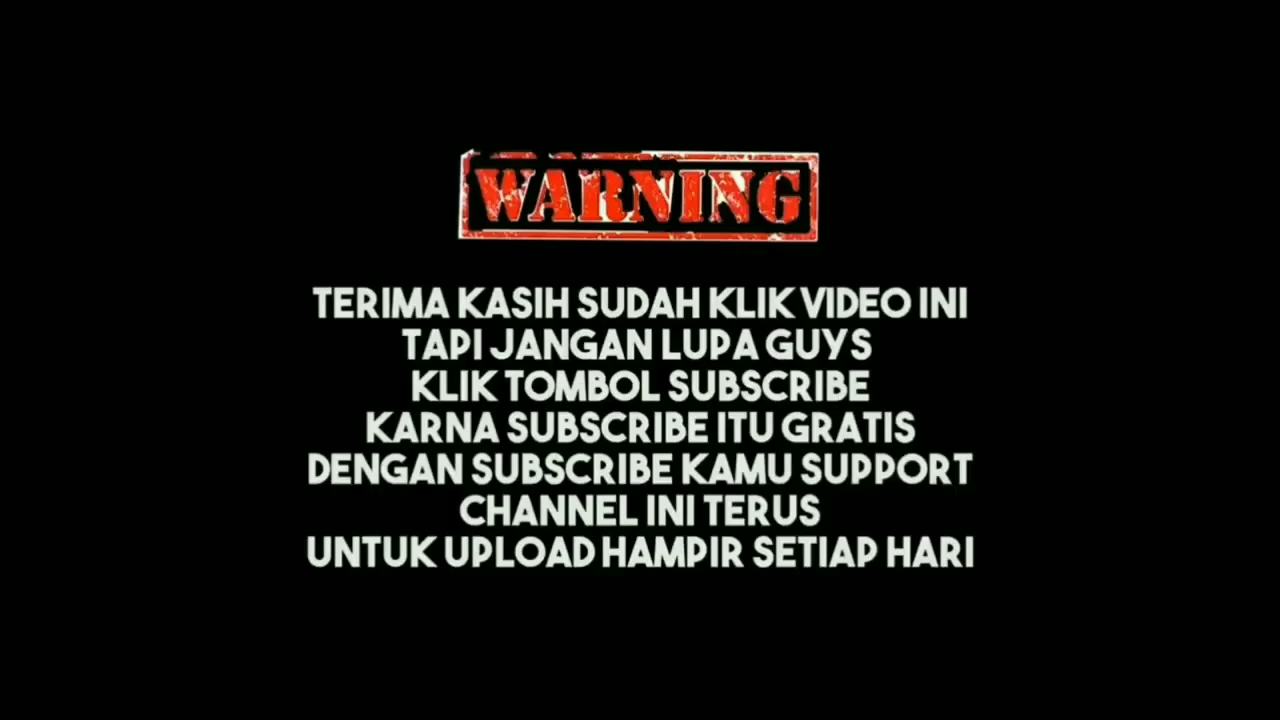 WARNING
TERIMA KASIH SUDAH KLIK VIDEO INI
TAPI JANGAN LUPA GUYS
KLIK TOMBOL SUBSCRIBE
KARNA SUBSCRIBE ITU GRATIS
DENGAN SUBSCRIBE KAMU SUPPORT
CHANNEL INI TERUS
UNTUK UPLOAD HAMPIR SETIAP HARI